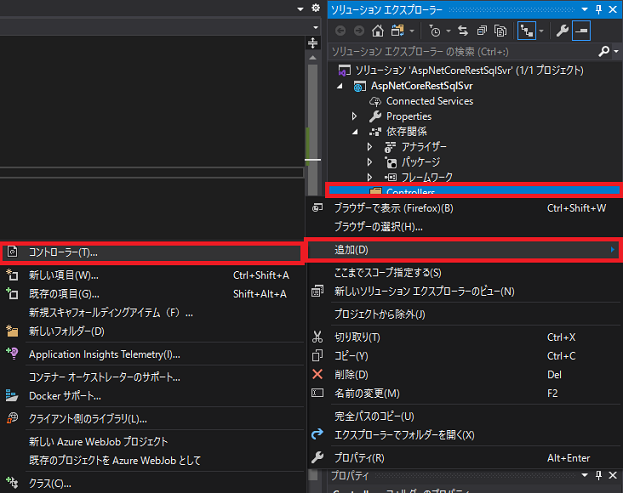 ソリューション エクスプローラー
ソリューション エクスプローラー の検索 (Ctrl+:)
ソリューション 'AspNetCoreRestSqlSvr' (1/1 プロジェクト)
AspNetCoreRestSqlSvr
Connected Services
Properties
依存関係
アナライザー
パッケージ
フレームワーク
Controllers
ブラウザーで表示 (Firefox)(B) Ctrl+Shift+W
ブラウザーの選択(H)...
追加(D)
ここまでスコープ指定する(S)
新しいソリューション エクスプローラーのビュー(N)
プロジェクトから除外(J)
切り取り(T) Ctrl+X
コピー(Y) Ctrl+C
削除(D) Del
名前の変更(M) F2
完全パスのコピー(U)
エクスプローラーでフォルダーを開く(X)
プロパティ(R) Alt+Enter
プロパティ
コントローラー(T)...
新しい項目(W)... Ctrl+Shift+A
既存の項目(G)... Shift+Alt+A
新規スキャフォールディングアイテム（F）...
新しいフォルダー(D)
Application Insights Telemetry(I)...
コンテナー オーケストレーターのサポート...
Docker サポート...
クライアント側のライブラリ(L)...
新しい Azure WebJob プロジェクト
既存のプロジェクトを Azure WebJob として
クラス(C)...